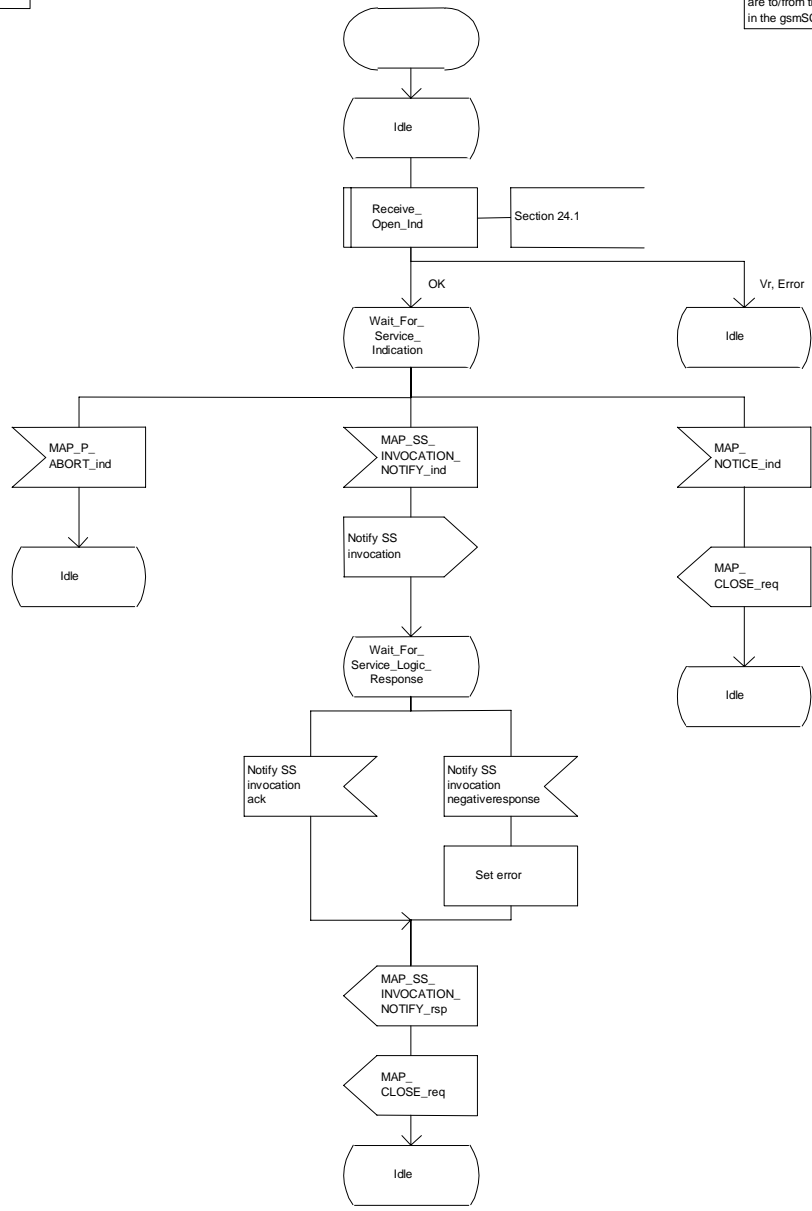 are to/from t
in the gsmS
Idle
Receive_
Open_Ind
Section 24.1
OK
Vr, Error
Wait_For_
Service_
Indication
Idle
MAP_P_
ABORT_ind
MAP_SS_
INVOCATION_
NOTIFY_ind
MAP_
NOTICE_ind
Notify SS
invocation
Idle
MAP_
CLOSE_req
Wait_For_
Service_Logic_
Response
Idle
Notify SS
invocation
ack
Notify SS
invocation
negativeresponse
Set error
MAP_SS_
INVOCATION_
NOTIFY_rsp
MAP_
CLOSE_req
Idle